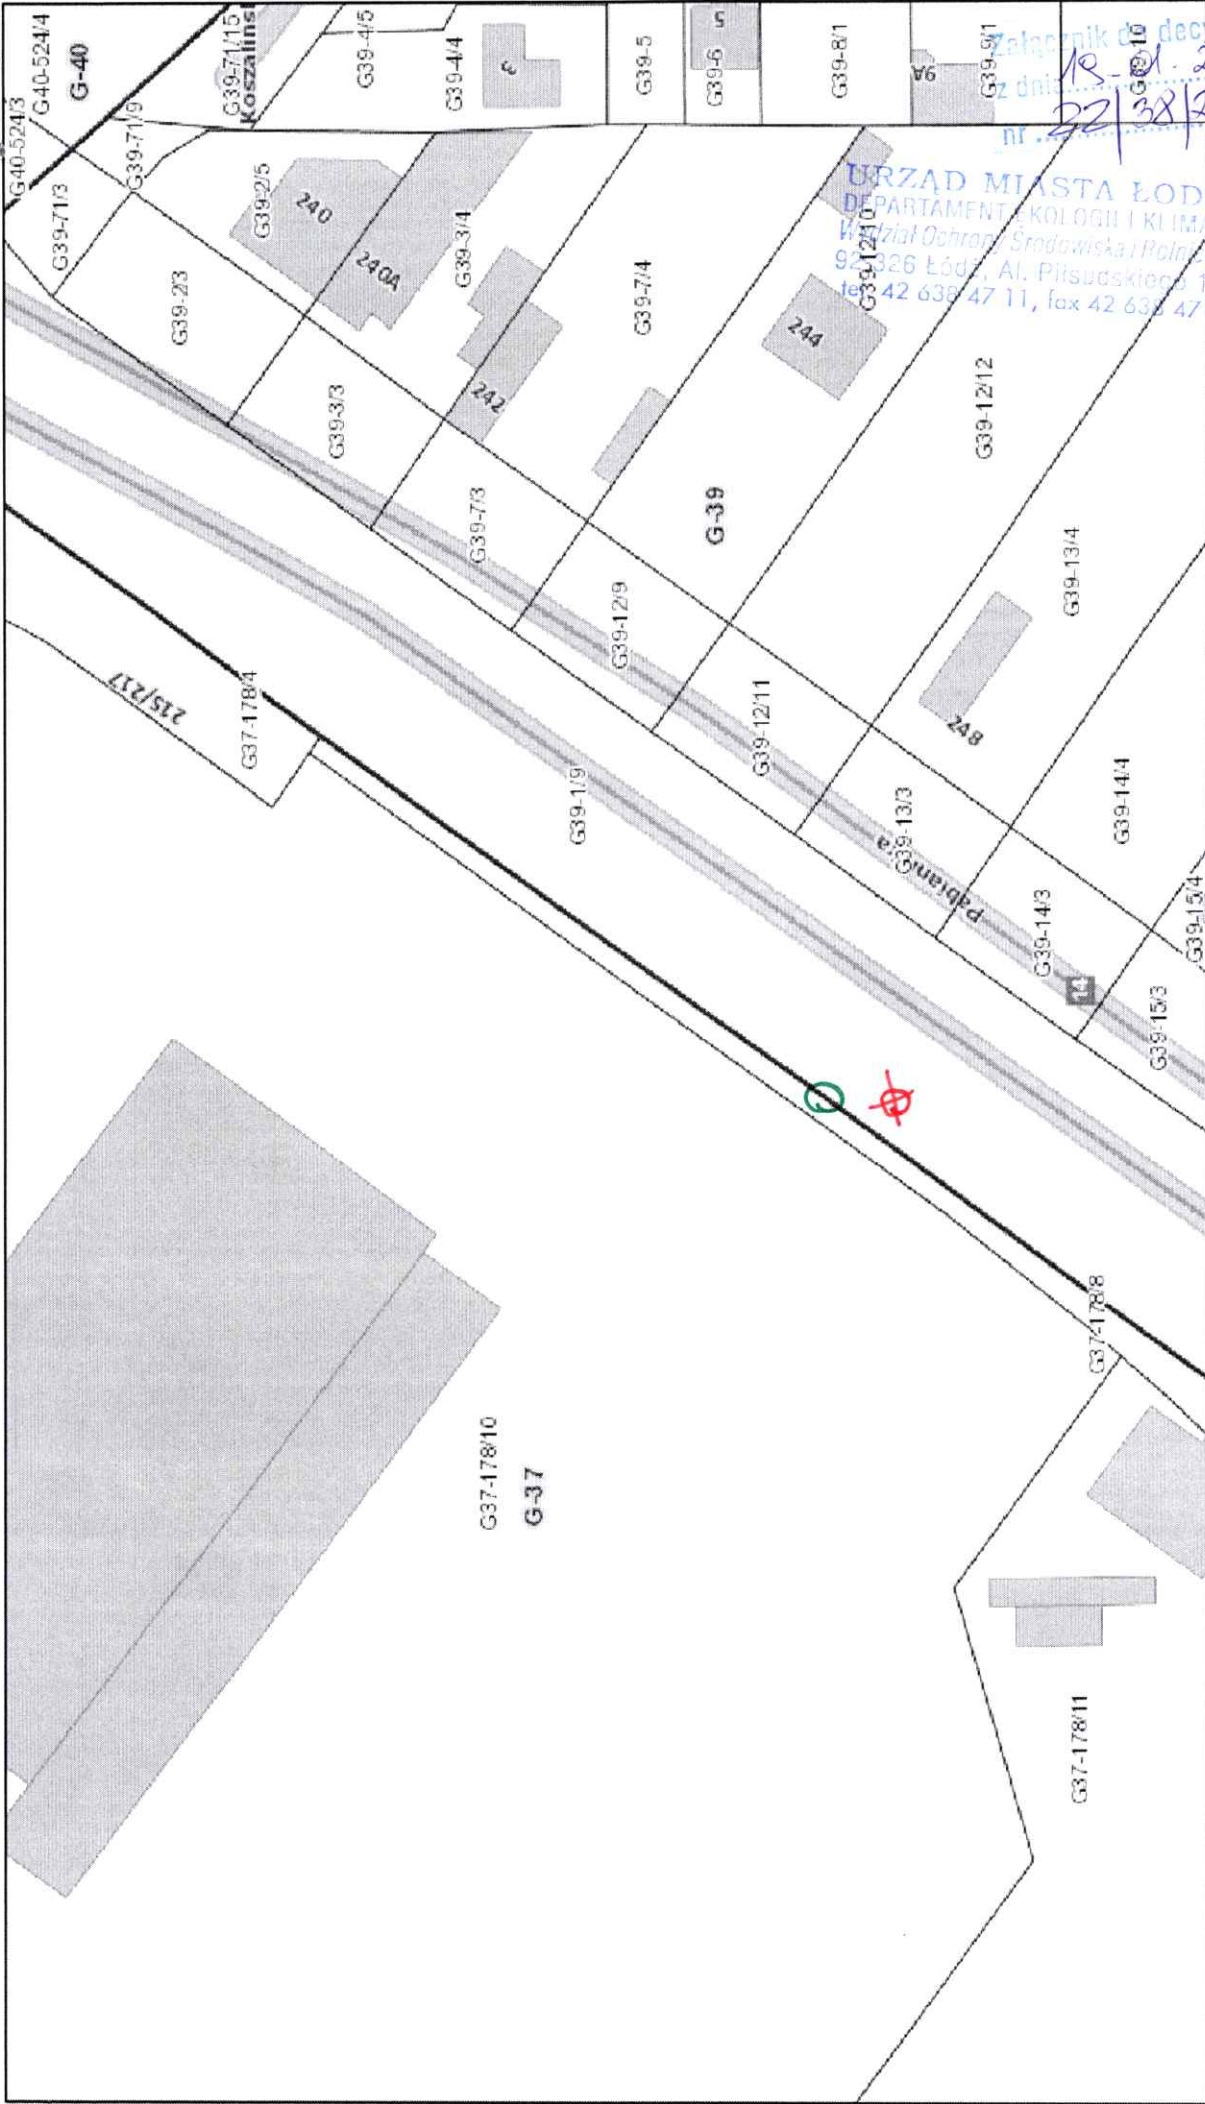 G40-524/3
G40-524/4
G-40
G39-71/3
G39-71/9
G39-71/15
Koszalińs
G39-4/5
G39-4/4
3
G39-5
5
G39-6
G39-8/1
9A
G39-9/1
G39-10
Załącznik do decy
z dnia
nr 22/38/2
URZĄD MIASTA ŁOD
DEPARTAMENT EKOLOGII I KLIMA
Wydział Ochrony Środowiska i Rolnic
92-326 Łódź, Al. Piłsudskiego 1
tel. 42 638 47 11, fax 42 638 47
G39-2/3
G39-2/5
240
240A
G39-3/4
G39-3/3
242
G39-7/4
G39-7/3
G39-12/10
244
G39-12/12
G-39
G39-12/9
G39-12/11
G39-13/4
248
G39-13/3
Pabianicka
G39-14/4
G39-14/3
14
G39-15/4
G39-15/3
215/217
G37-178/4
G39-1/9
G37-178/8
G37-178/10
G-37
G37-178/11